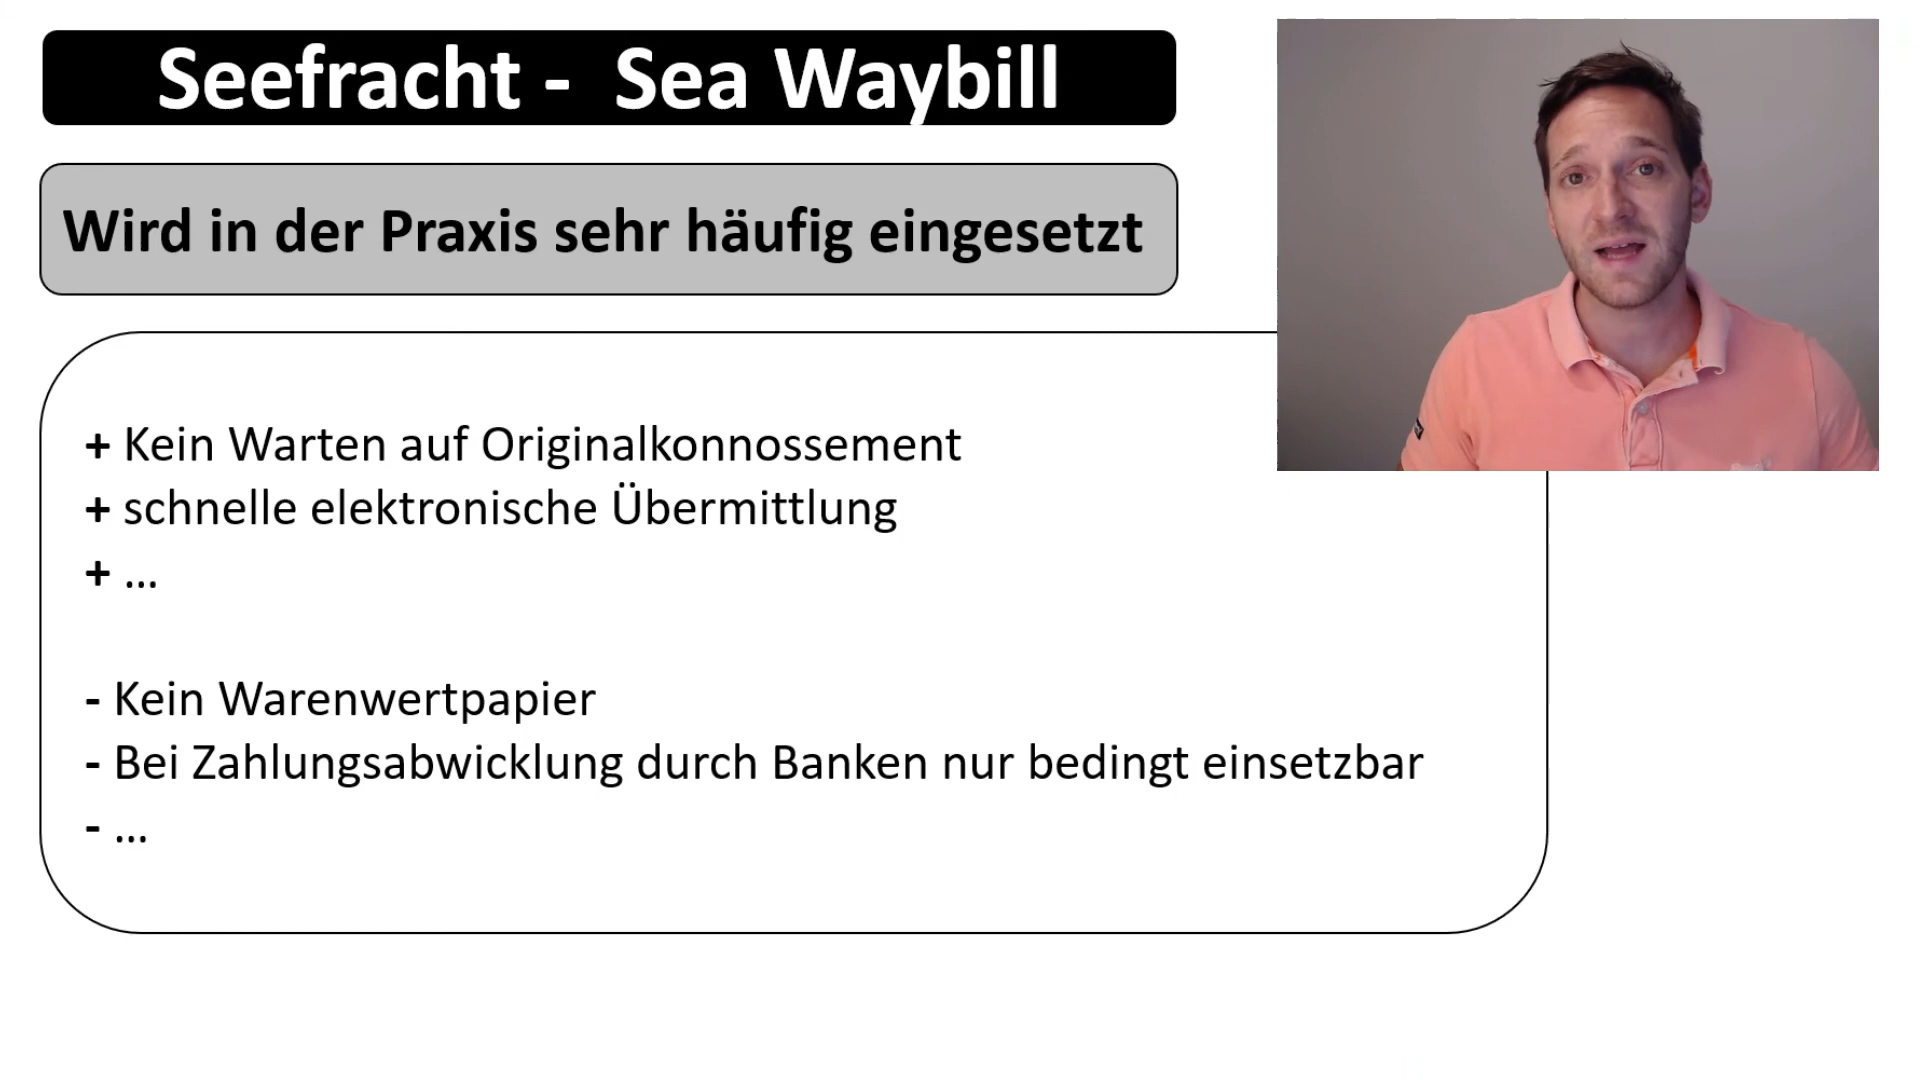 Seefracht - Sea Waybill
Wird in der Praxis sehr häufig eingesetzt
+ Kein Warten auf Originalkonnossement
+ schnelle elektronische Übermittlung
+ ...
- Kein Warenwertpapier
- Bei Zahlungsabwicklung durch Banken nur bedingt einsetzbar
- ...